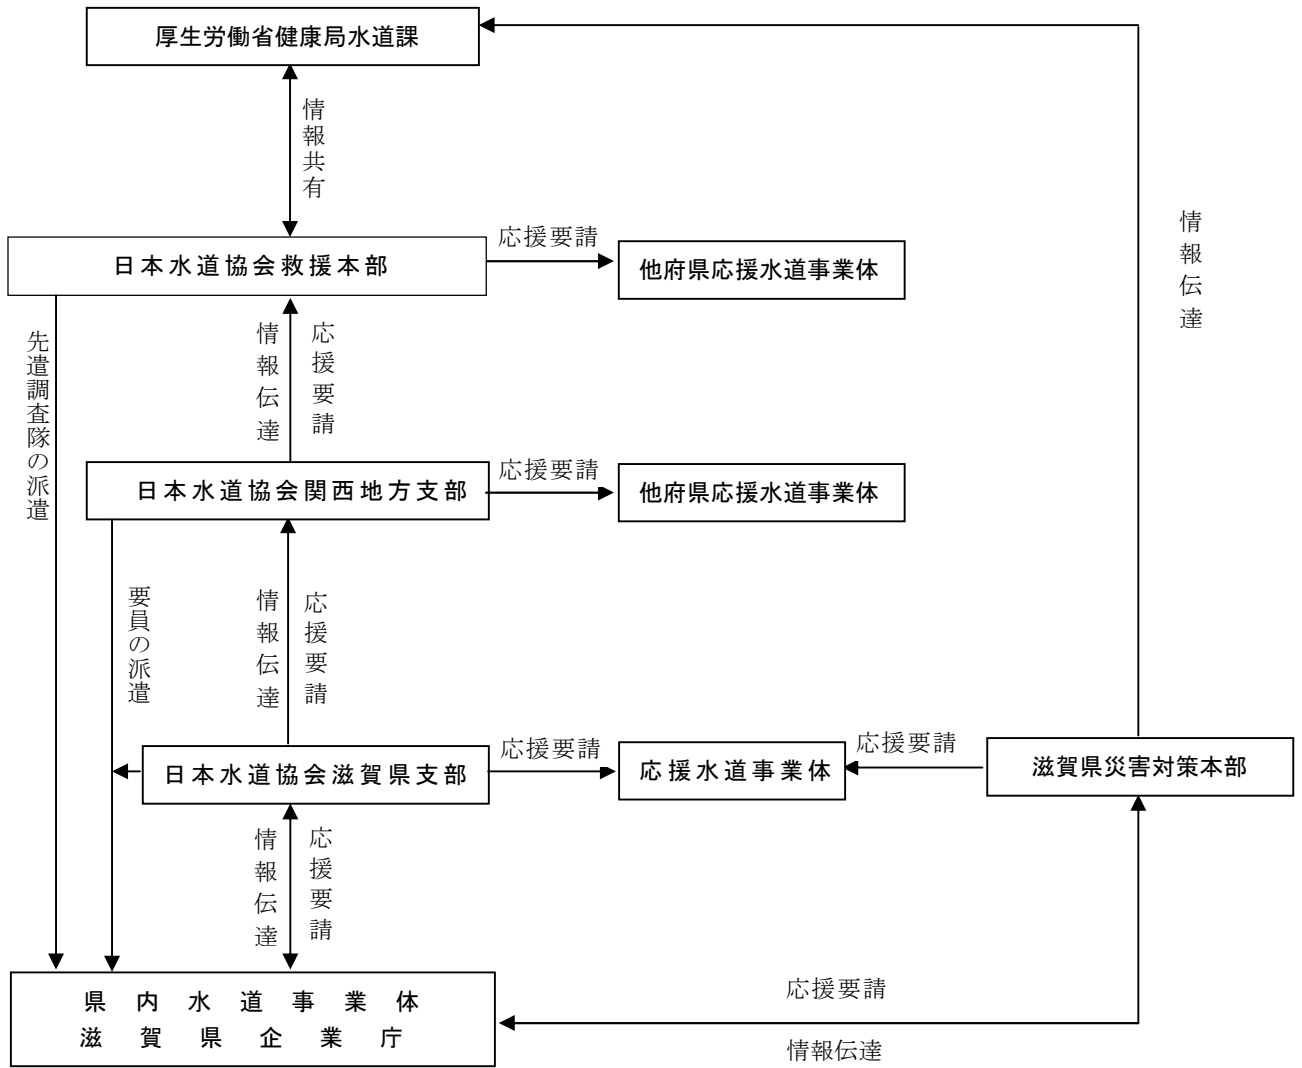 厚生労働省健康局水道課
情報共有
情報伝達
日本水道協会救援本部
応援要請
他府県応援水道事業体
先遣調査隊の派遣
情報伝達
応援要請
日本水道協会関西地方支部
応援要請
他府県応援水道事業体
要員の派遣
情報伝達
応援要請
日本水道協会滋賀県支部
応援要請
応援水道事業体
応援要請
滋賀県災害対策本部
情報伝達
応援要請
県内水道事業体
滋賀県企業庁
応援要請
情報伝達